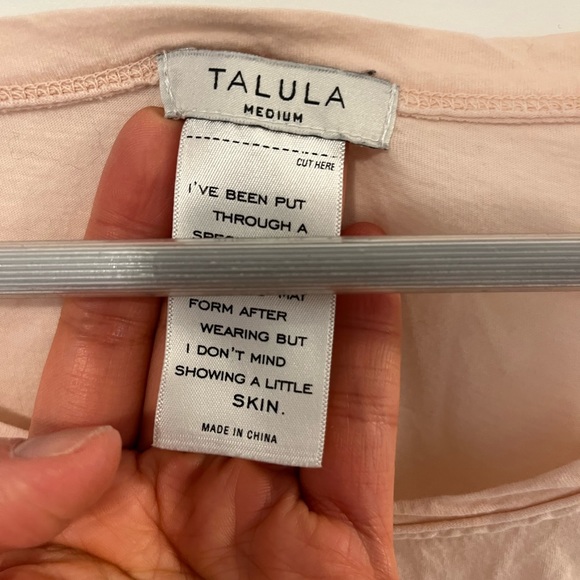 TALULA
MEDIUM
CUT HERE
I'VE BEEN PUT
THROUGH A
MAY
FORM AFTER
WEARING BUT
I DON'T MIND
SHOWING A LITTLE
SKIN.
MADE IN CHINA